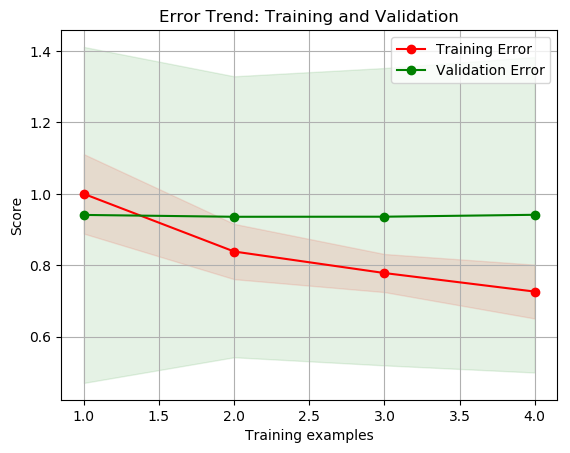 Error Trend: Training and Validation
Training Error
Validation Error
Score
1.4
1.2
1.0
0.8
0.6
1.0 1.5 2.0 2.5 3.0 3.5 4.0
Training examples